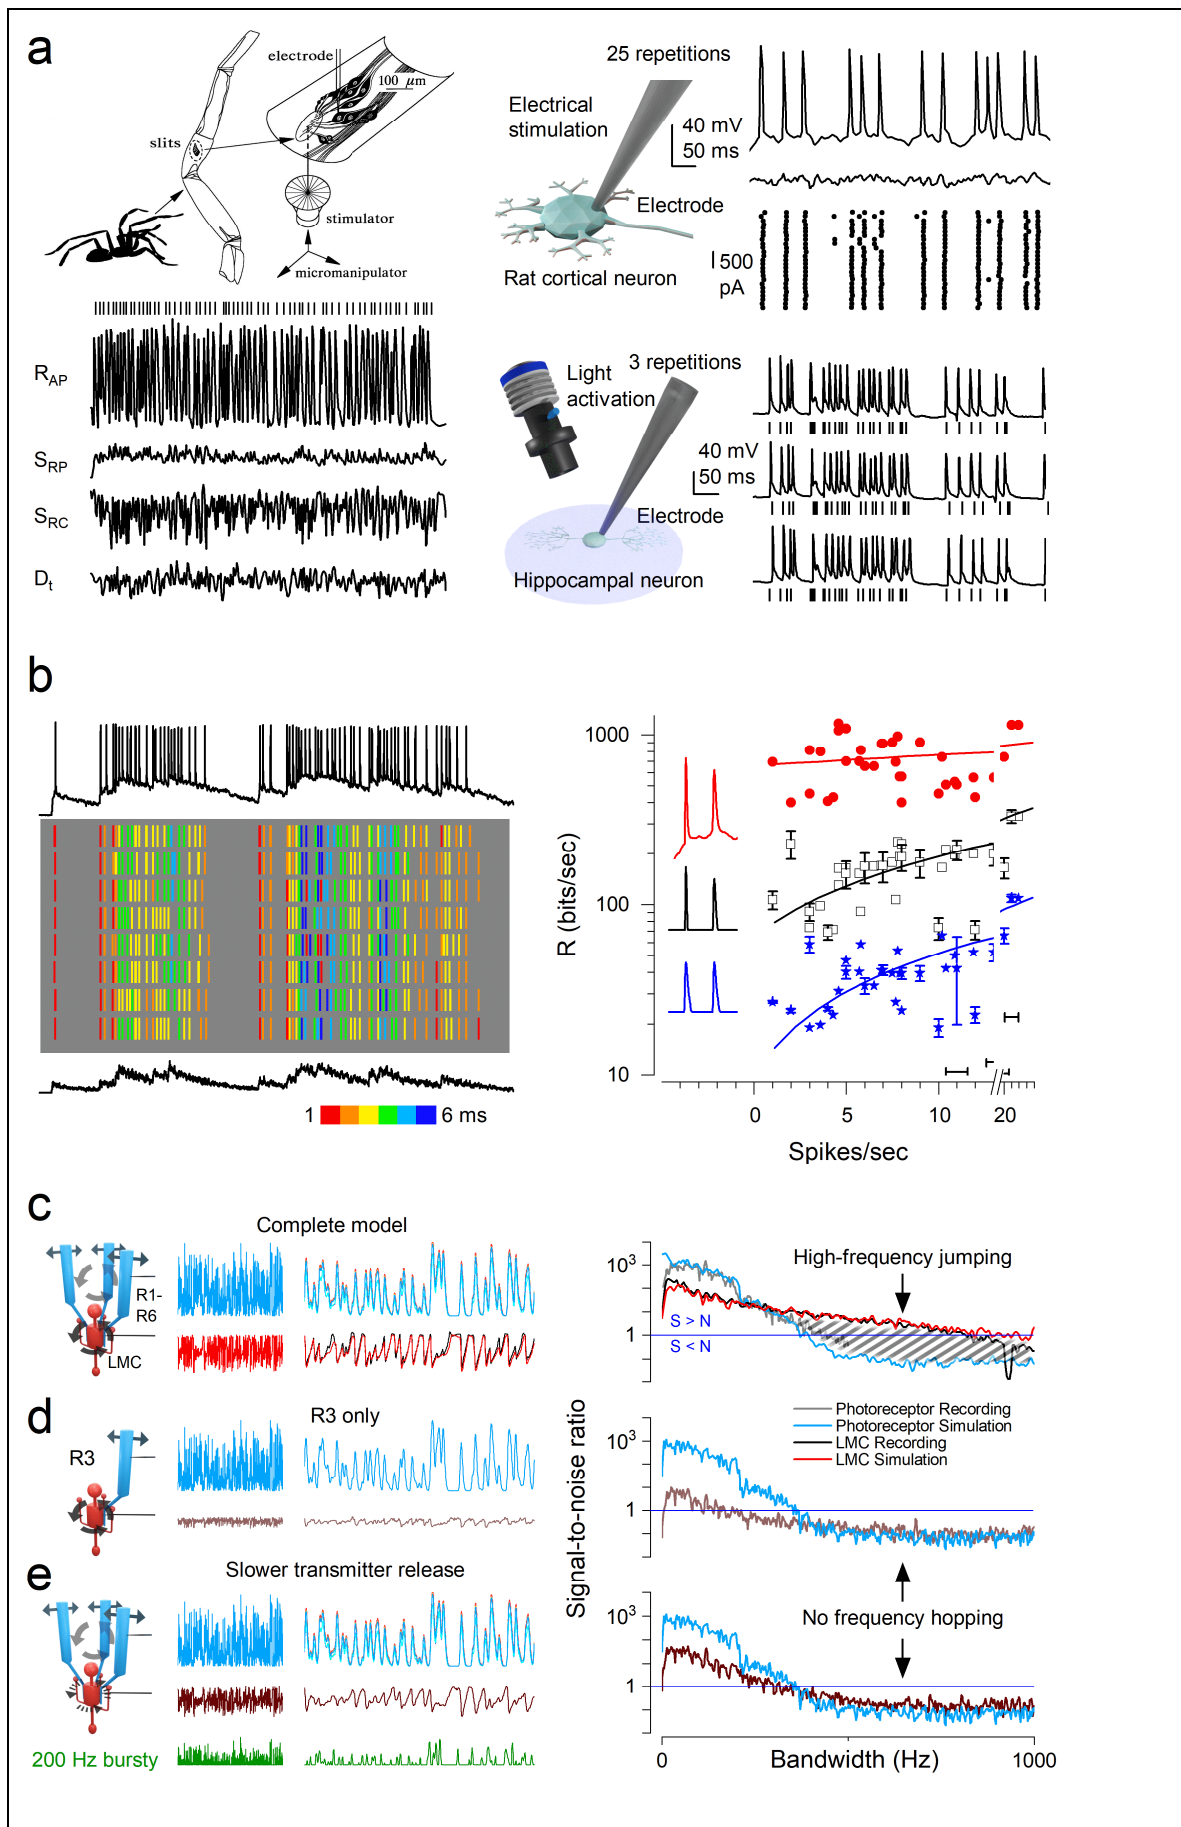 a
electrode
100 μm
slits
stimulator
micromanipulator
R_AP
S_RP
S_RC
D_t
25 repetitions
Electrical
stimulation
40 mV
50 ms
Electrode
500
pA
Rat cortical neuron
3 repetitions
Light
activation
40 mV
50 ms
Electrode
Hippocampal neuron
b
1
6 ms
R (bits/sec)
1000
100
10
0
5
10
20
Spikes/sec
c
Complete model
R1-
R6
LMC
High-frequency jumping
10³
1
S > N
S < N
d
R3 only
R3
Photoreceptor Recording
Photoreceptor Simulation
LMC Recording
LMC Simulation
10³
1
Signal-to-noise ratio
e
Slower transmitter release
No frequency hopping
10³
1
200 Hz bursty
0
Bandwidth (Hz)
1000